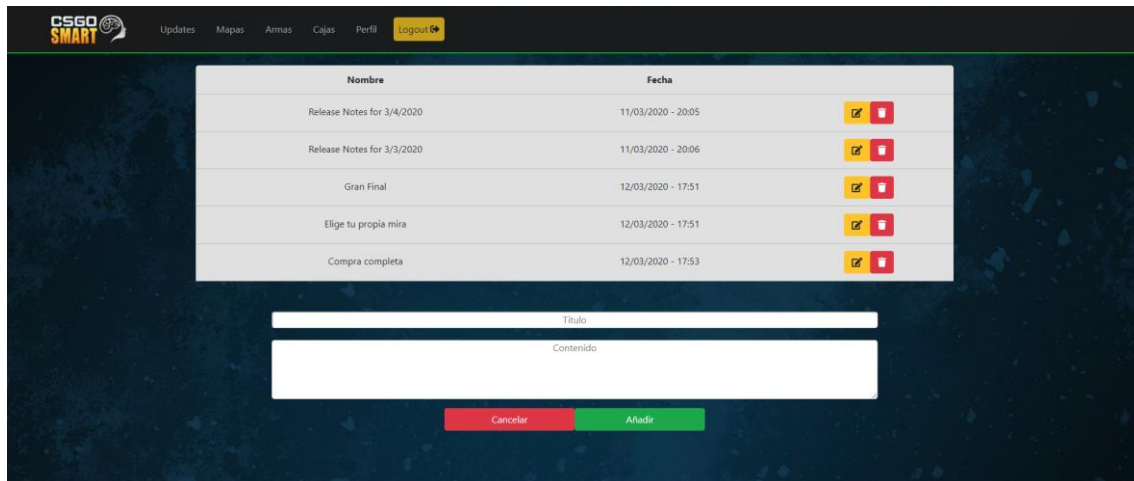 CSGO
SMART
Updates Mapas Armas Cajas Perfil Logout
Nombre Fecha
Release Notes for 3/4/2020 11/03/2020 - 20:05
Release Notes for 3/3/2020 11/03/2020 - 20:06
Gran Final 12/03/2020 - 17:51
Elige tu propia mira 12/03/2020 - 17:51
Compra completa 12/03/2020 - 17:53
Titulo
Contenido
Cancelar Añadir